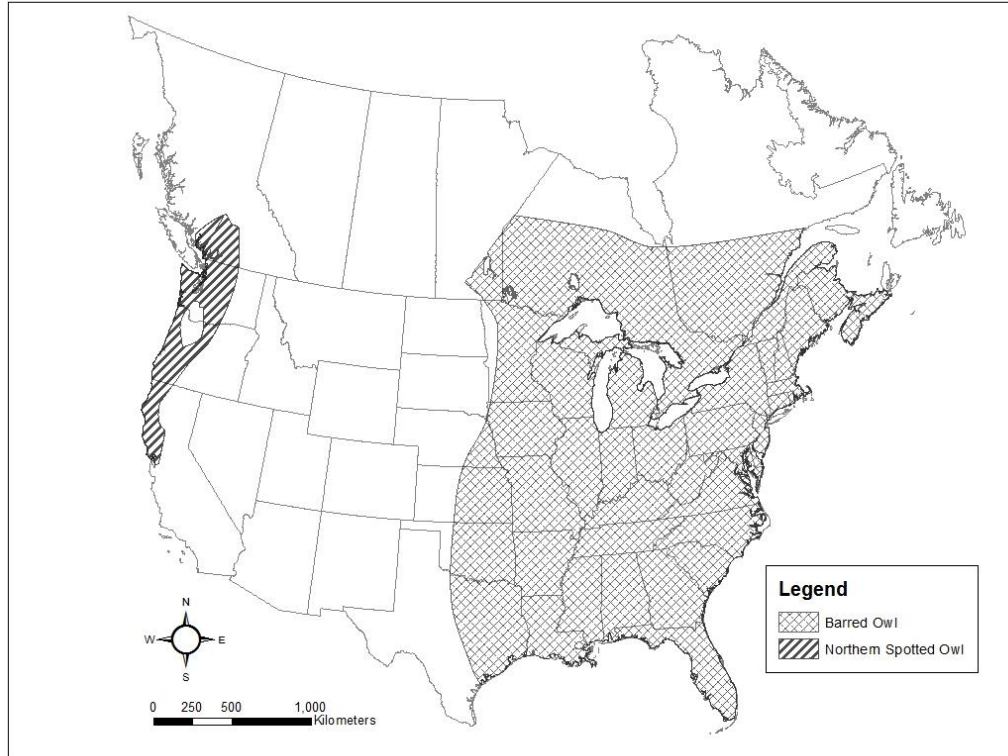 Legend
Barred Owl
Northern Spotted Owl
N
W E
S
0 250 500 1,000
Kilometers